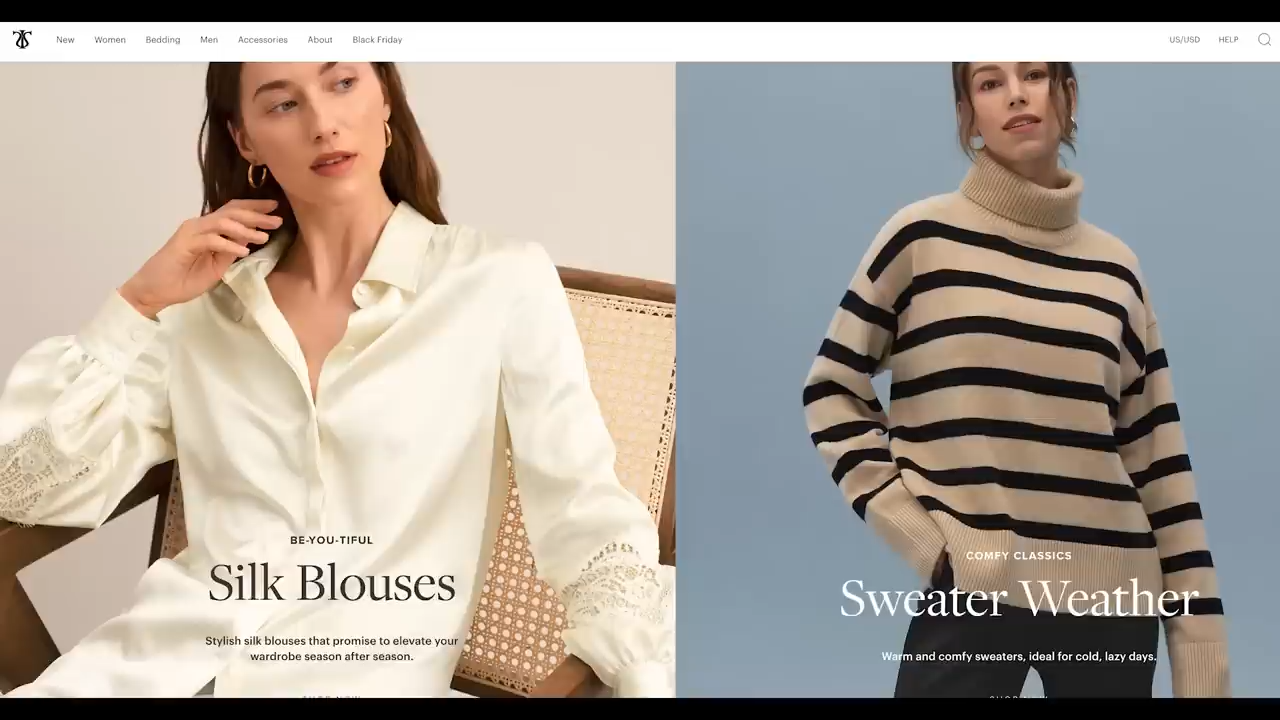 New Women Bedding Men Accessories About Black Friday US/USD HELP
BE-YOU-TIFUL
Silk Blouses
Stylish silk blouses that promise to elevate your
wardrobe season after season.
COMFY CLASSICS
Sweater Weather
Warm and comfy sweaters, ideal for cold, lazy days.